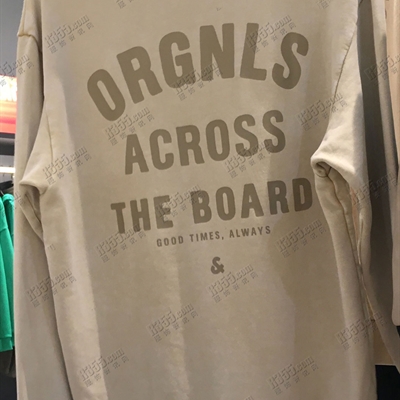 ORGNLS
ACROSS
THE BOARD
GOOD TIMES, ALWAYS
&